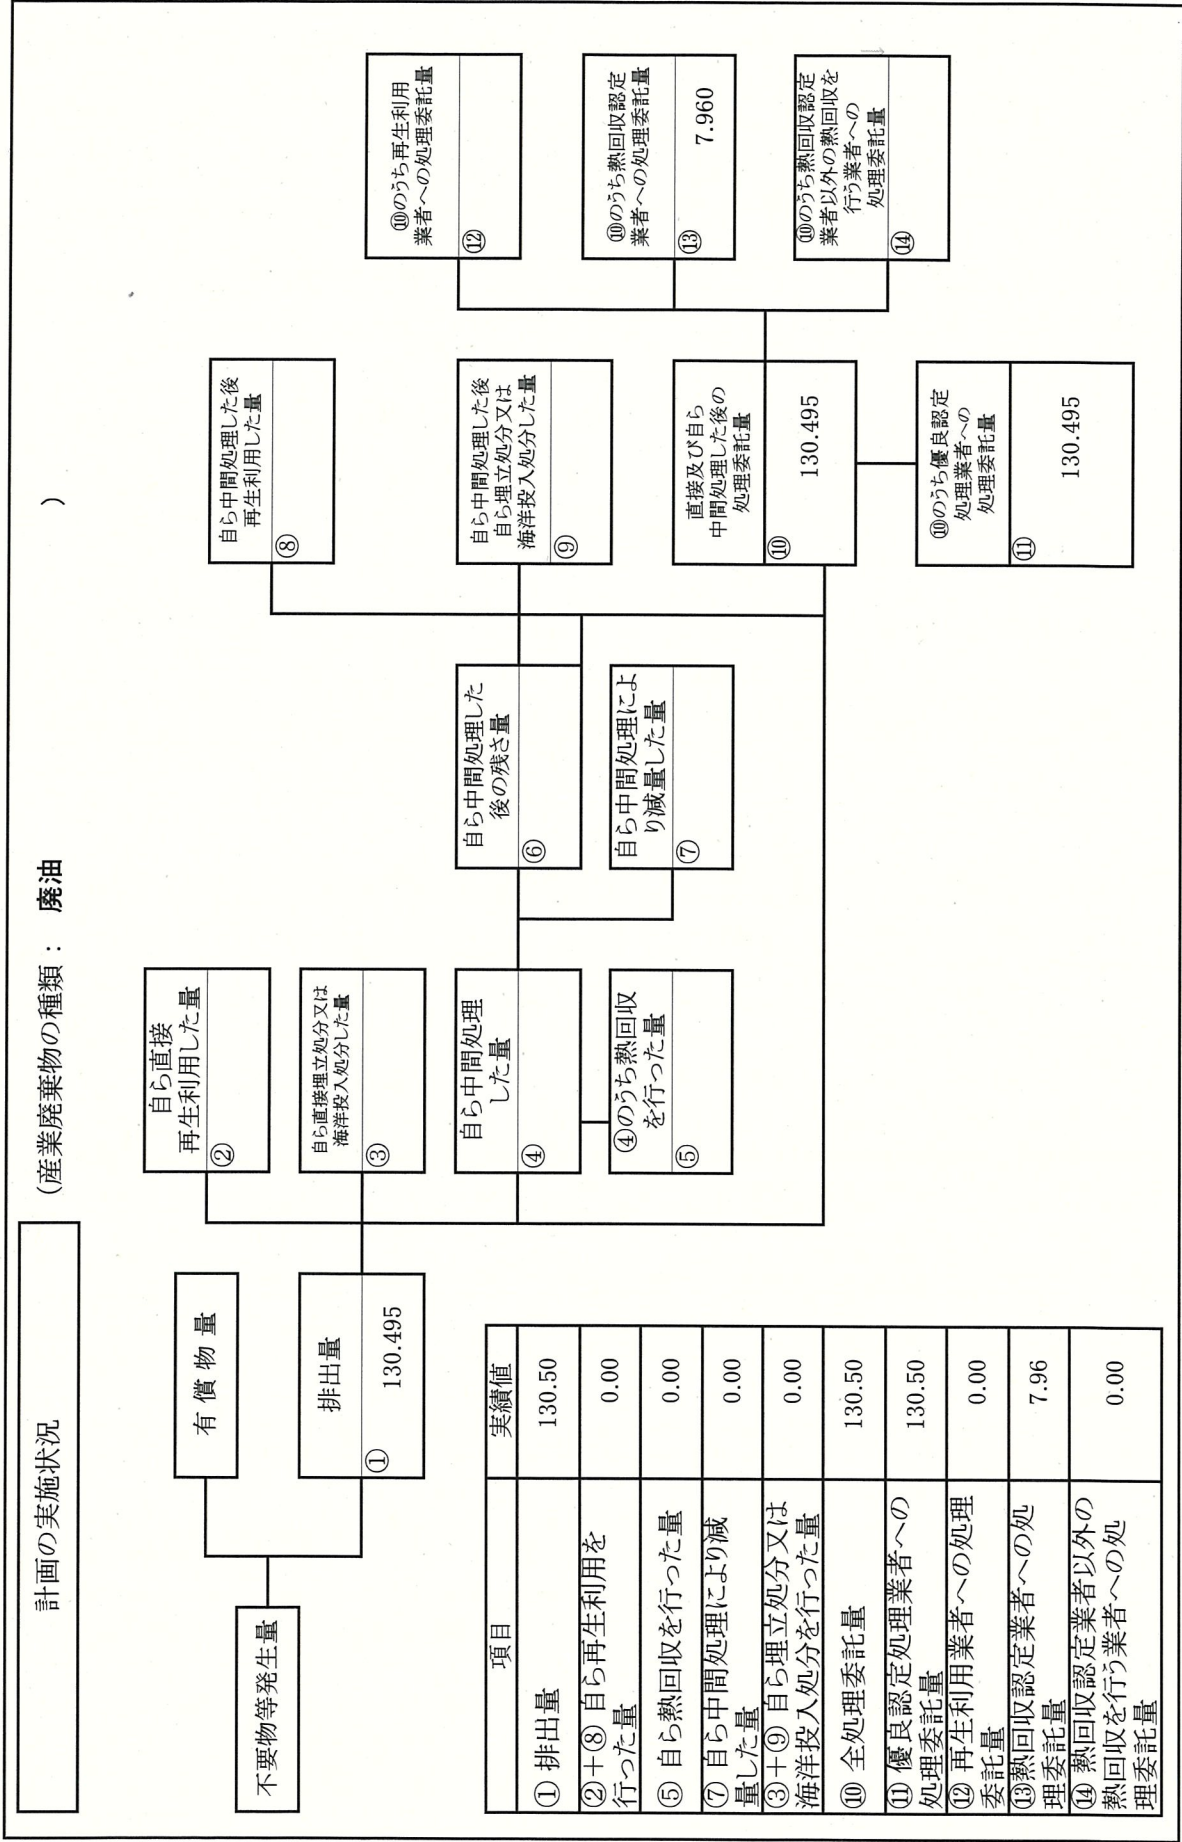 計画の実施状況
（産業廃棄物の種類： 廃油 ）
不要物等発生量
有 償 物 量
排出量
①
130.495
自ら直接
再生利用した量
②
自ら直接埋立処分又は
海洋投入処分した量
③
自ら中間処理
した量
④
④のうち熱回収
を行った量
⑤
自ら中間処理した
後の残さ量
⑥
自ら中間処理によ
り減量した量
⑦
自ら中間処理した後
再生利用した量
⑧
自ら中間処理した後
自ら埋立処分又は
海洋投入処分した量
⑨
直接及び自ら
中間処理した後の
処理委託量
⑩
130.495
⑩のうち優良認定
処理業者への
処理委託量
⑪
130.495
⑩のうち再生利用
業者への処理委託量
⑫
⑩のうち熱回収認定
業者への処理委託量
⑬
7.960
⑩のうち熱回収認定
業者以外の熱回収を
行う業者への
処理委託量
⑭
項目 実績値
① 排出量 130.50
②＋⑧ 自ら再生利用を
行った量 0.00
⑤ 自ら熱回収を行った量 0.00
⑦ 自ら中間処理により減
量した量 0.00
③＋⑨ 自ら埋立処分又は
海洋投入処分を行った量 0.00
⑩ 全処理委託量 130.50
⑪ 優良認定処理業者への
処理委託量 130.50
⑫ 再生利用業者への処理
委託量 0.00
⑬熱回収認定業者への処
理委託量 7.96
⑭ 熱回収認定業者以外の
熱回収を行う業者への処
理委託量 0.00